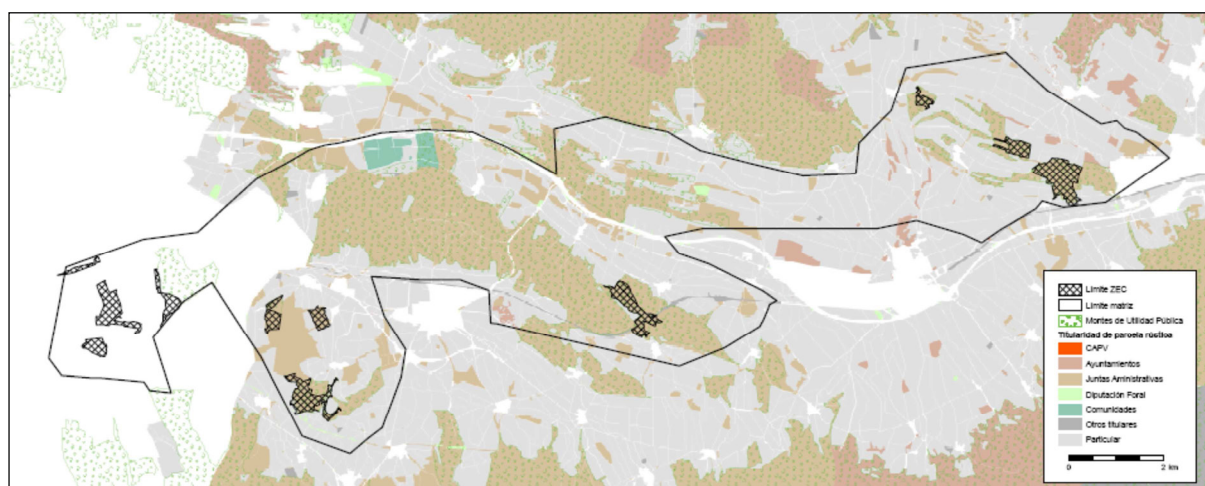 Límite ZEC
Límite matriz
Montes de Utilidad Pública
Titularidad de parcela rústica
CAPV
Ayuntamientos
Juntas Aministrativas
Diputación Foral
Comunidades
Otros titulares
Particular
0 2 km